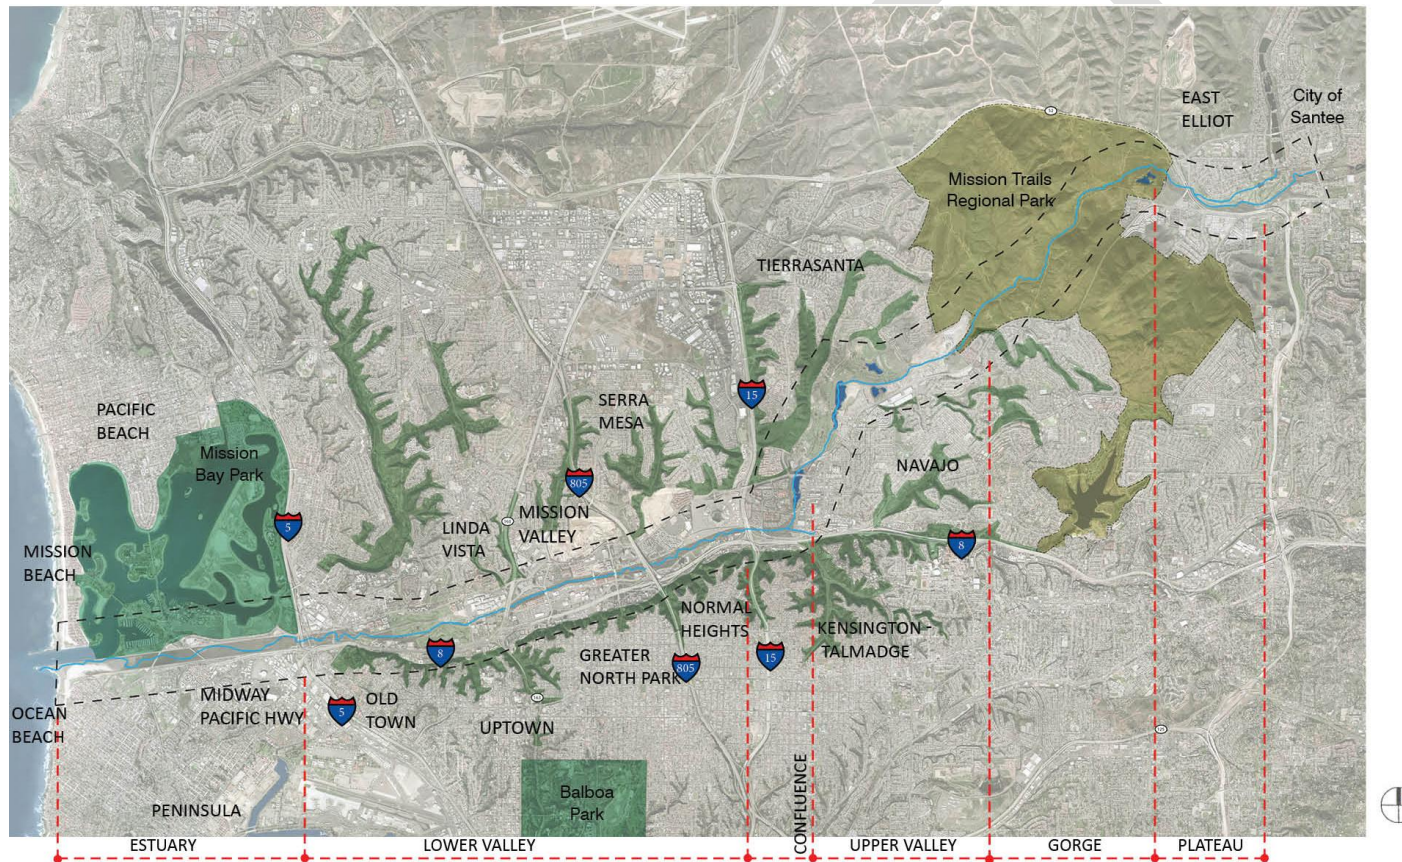 EAST
ELLIOT
City of
Santee
52
Mission Trails
Regional Park
TIERRASANTA
15
SERRA
MESA
PACIFIC
BEACH
Mission
Bay Park
NAVAJO
805
5
LINDA
VISTA
MISSION
VALLEY
8
MISSION
BEACH
NORMAL
HEIGHTS
KENSINGTON -
TALMADGE
8
GREATER
NORTH PARK
805
15
MIDWAY
PACIFIC HWY
OLD
TOWN
5
OCEAN
BEACH
UPTOWN
163
125
PENINSULA
Balboa
Park
ESTUARY
LOWER VALLEY
CONFLUENCE
UPPER VALLEY
GORGE
PLATEAU